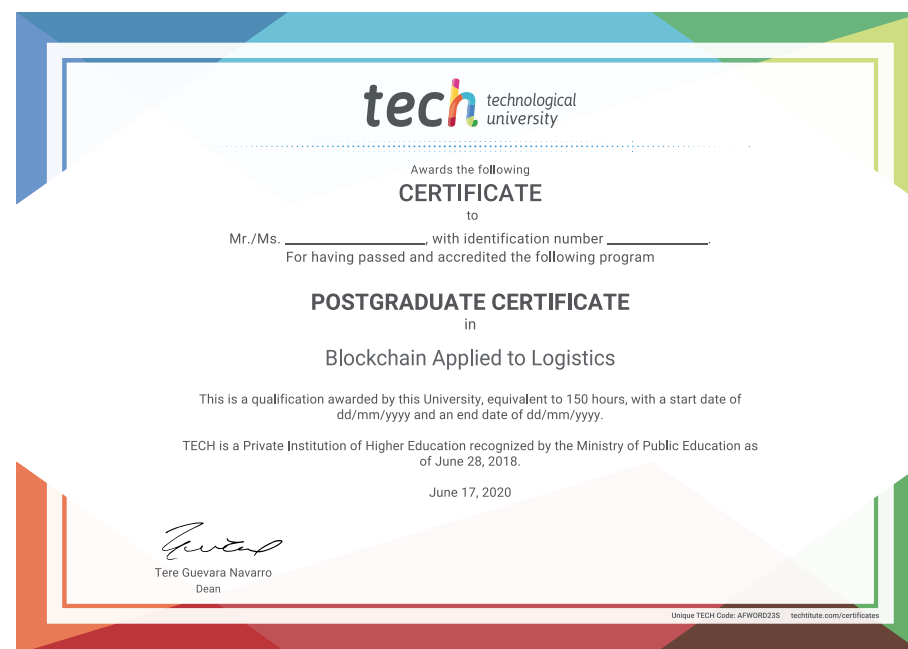 tech technological
university
Awards the following
CERTIFICATE
to
Mr./Ms. ____________________, with identification number ______________.
For having passed and accredited the following program
POSTGRADUATE CERTIFICATE
in
Blockchain Applied to Logistics
This is a qualification awarded by this University, equivalent to 150 hours, with a start date of
dd/mm/yyyy and an end date of dd/mm/yyyy.
TECH is a Private Institution of Higher Education recognized by the Ministry of Public Education as
of June 28, 2018.
June 17, 2020
Tere Guevara Navarro
Dean
Unique TECH Code: AFWORD23S techtitute.com/certificates